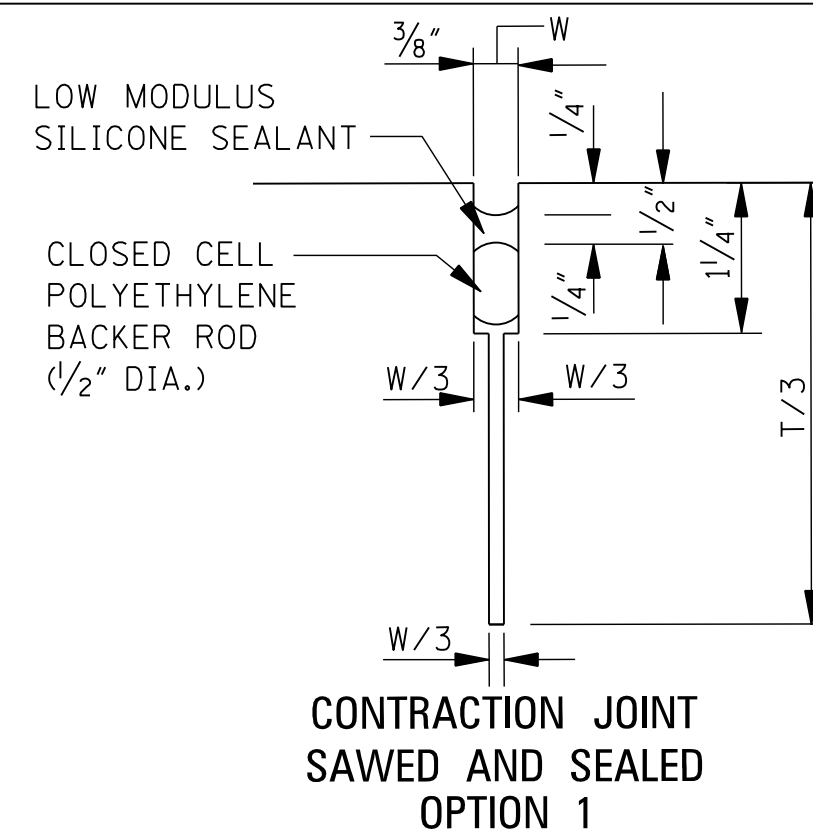 3/8" W
LOW MODULUS
SILICONE SEALANT
1/4"
1/2"
1 1/4"
1/4"
CLOSED CELL
POLYETHYLENE
BACKER ROD
(1/2" DIA.)
W/3 W/3
T/3
W/3
CONTRACTION JOINT
SAWED AND SEALED
OPTION 1